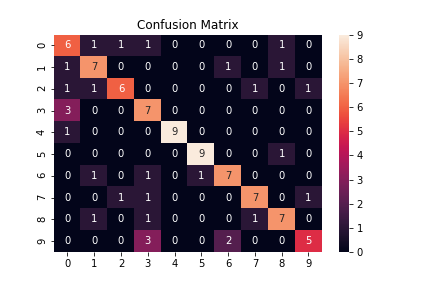 Confusion Matrix
0 6 1 1 1 0 0 0 0 1 0
1 1 7 0 0 0 0 1 0 1 0
2 1 1 6 0 0 0 0 1 0 1
3 3 0 0 7 0 0 0 0 0 0
4 1 0 0 0 9 0 0 0 0 0
5 0 0 0 0 0 9 0 0 1 0
6 0 1 0 1 0 1 7 0 0 0
7 0 0 1 1 0 0 0 7 0 1
8 0 1 0 1 0 0 0 1 7 0
9 0 0 0 3 0 0 2 0 0 5
0 1 2 3 4 5 6 7 8 9
9
8
7
6
5
4
3
2
1
0